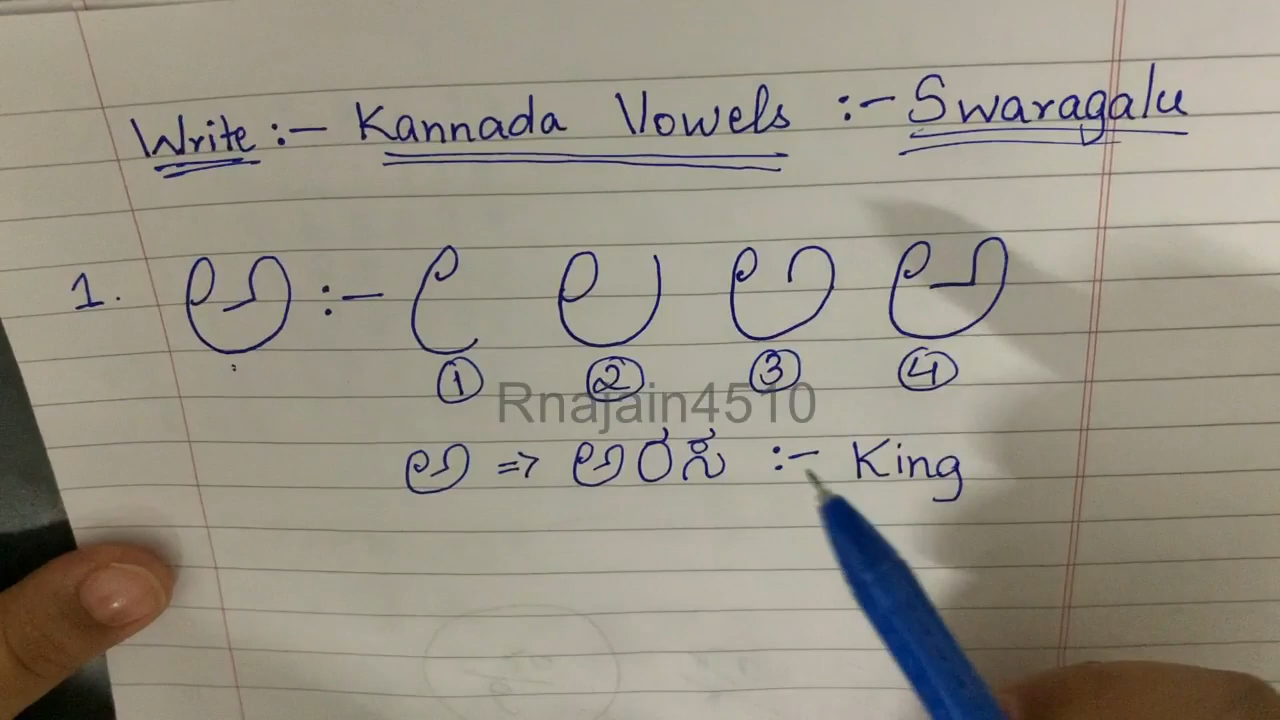 Write :- Kannada Vowels :- Swaragalu
1. ಅ :-
1 2 3 4
Rnajain4510
ಅ => ಅರಸ :- King